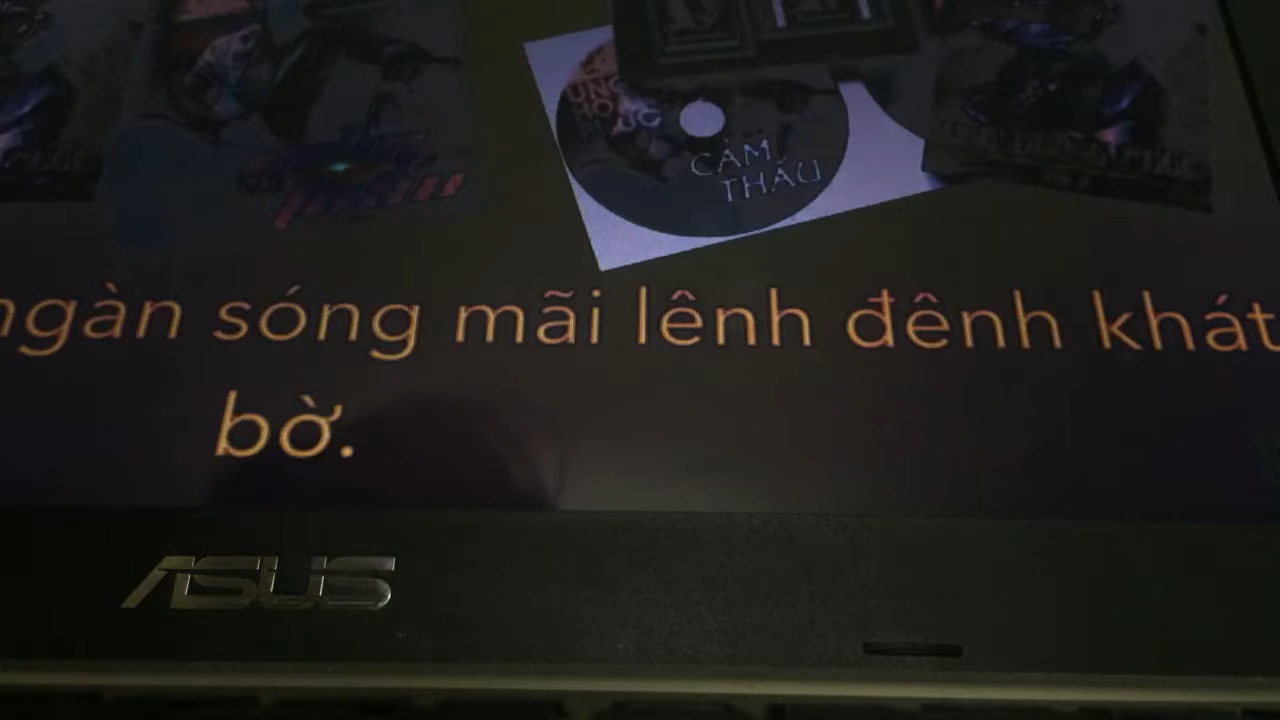 CẢM
THẤU
ngàn sóng mãi lênh đênh khát
bờ.
ASUS